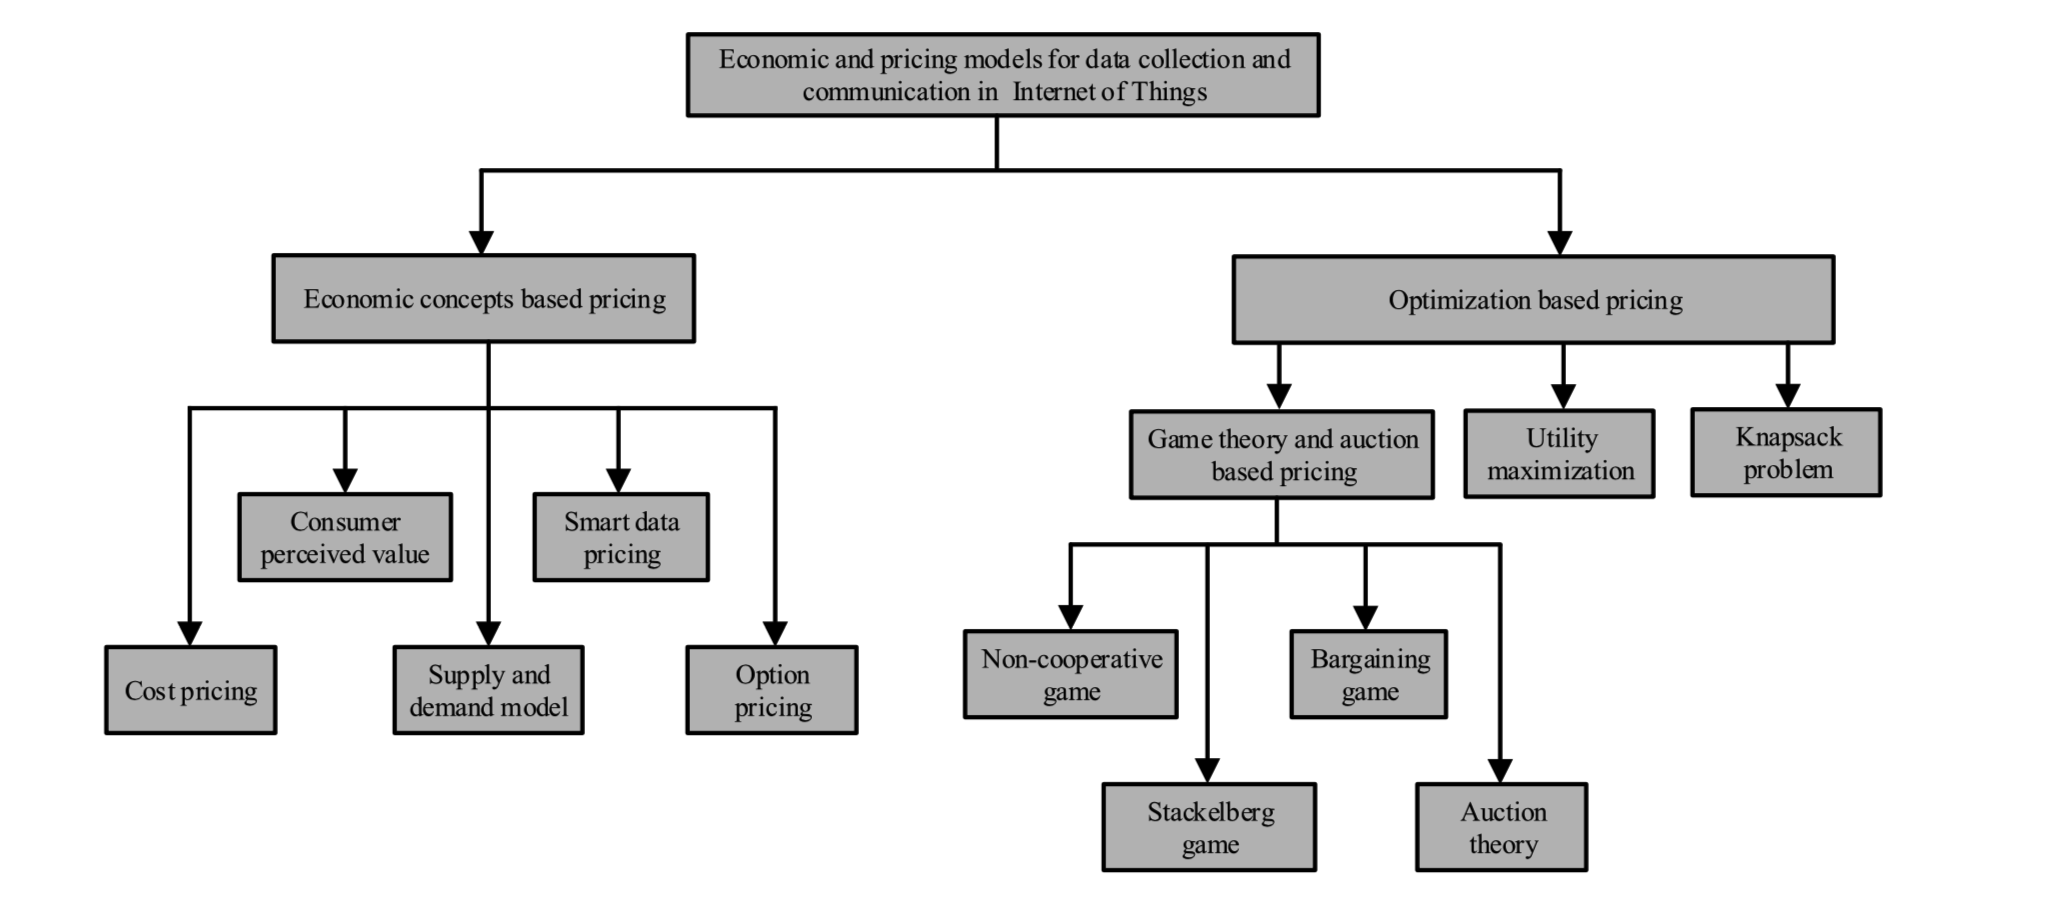 Economic and pricing models for data collection and
communication in Internet of Things
Economic concepts based pricing
Optimization based pricing
Game theory and auction
based pricing
Utility
maximization
Knapsack
problem
Consumer
perceived value
Smart data
pricing
Cost pricing
Supply and
demand model
Option
pricing
Non-cooperative
game
Bargaining
game
Stackelberg
game
Auction
theory